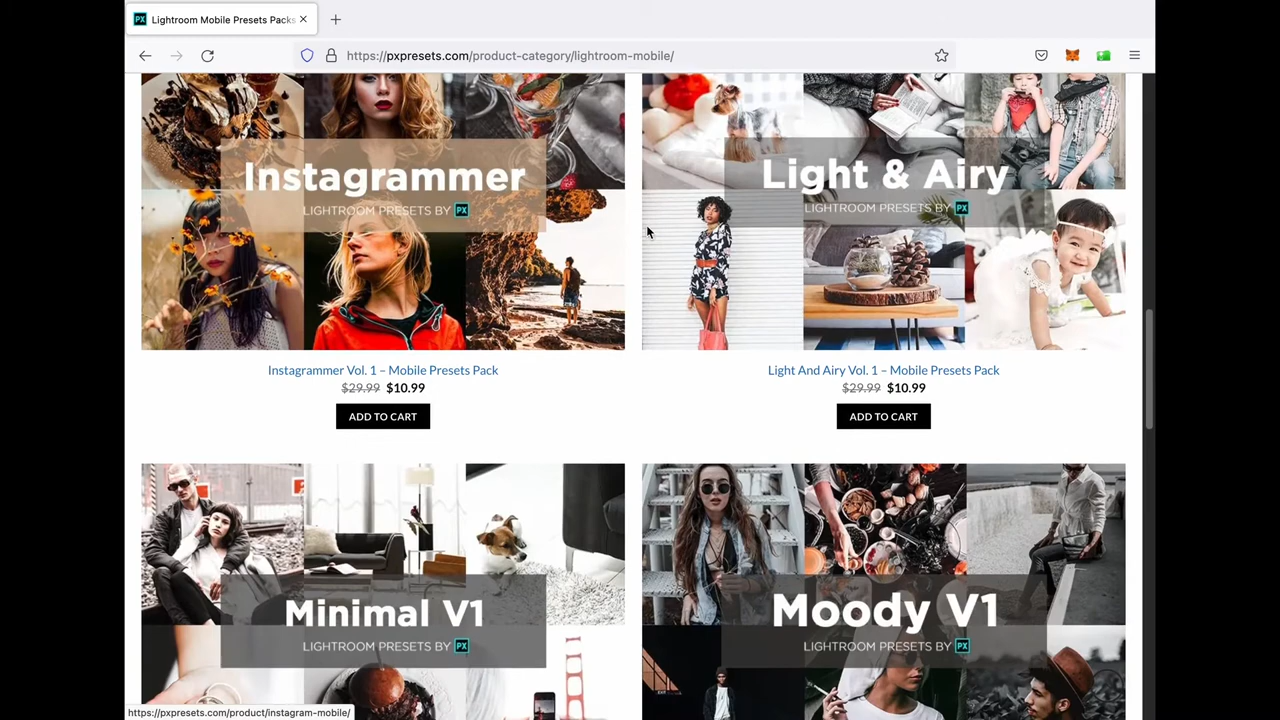 Lightroom Mobile Presets Packs
https://pxpresets.com/product-category/lightroom-mobile/
Instagrammer
LIGHTROOM PRESETS BY PX
Light & Airy
LIGHTROOM PRESETS BY PX
Instagrammer Vol. 1 – Mobile Presets Pack
$29.99 $10.99
ADD TO CART
Light And Airy Vol. 1 – Mobile Presets Pack
$29.99 $10.99
ADD TO CART
Minimal V1
LIGHTROOM PRESETS BY PX
Moody V1
LIGHTROOM PRESETS BY PX
https://pxpresets.com/product/instagram-mobile/